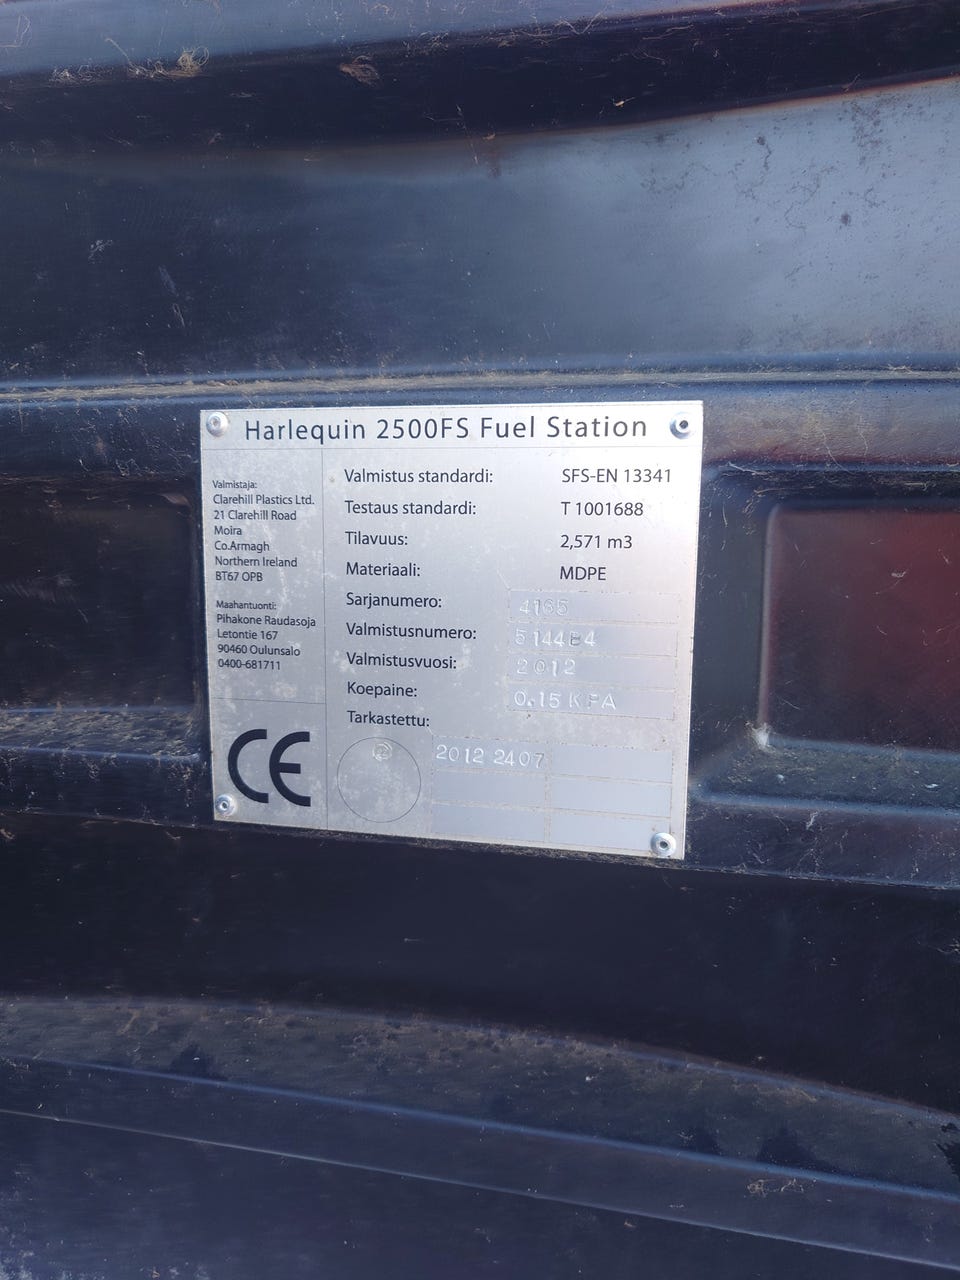 Harlequin 2500FS Fuel Station
Valmistaja:
Clarehill Plastics Ltd.
21 Clarehill Road
Moira
Co.Armagh
Northern Ireland
BT67 OPB
Maahantuonti:
Pihakone Raudasoja
Letontie 167
90460 Oulunsalo
0400-681711
CE
Valmistus standardi: SFS-EN 13341
Testaus standardi: T 1001688
Tilavuus: 2,571 m3
Materiaali: MDPE
Sarjanumero: 4165
Valmistusnumero:
Valmistusvuosi: 2012
Koepaine: 0.15 KPA
Tarkastettu:
2012 2407